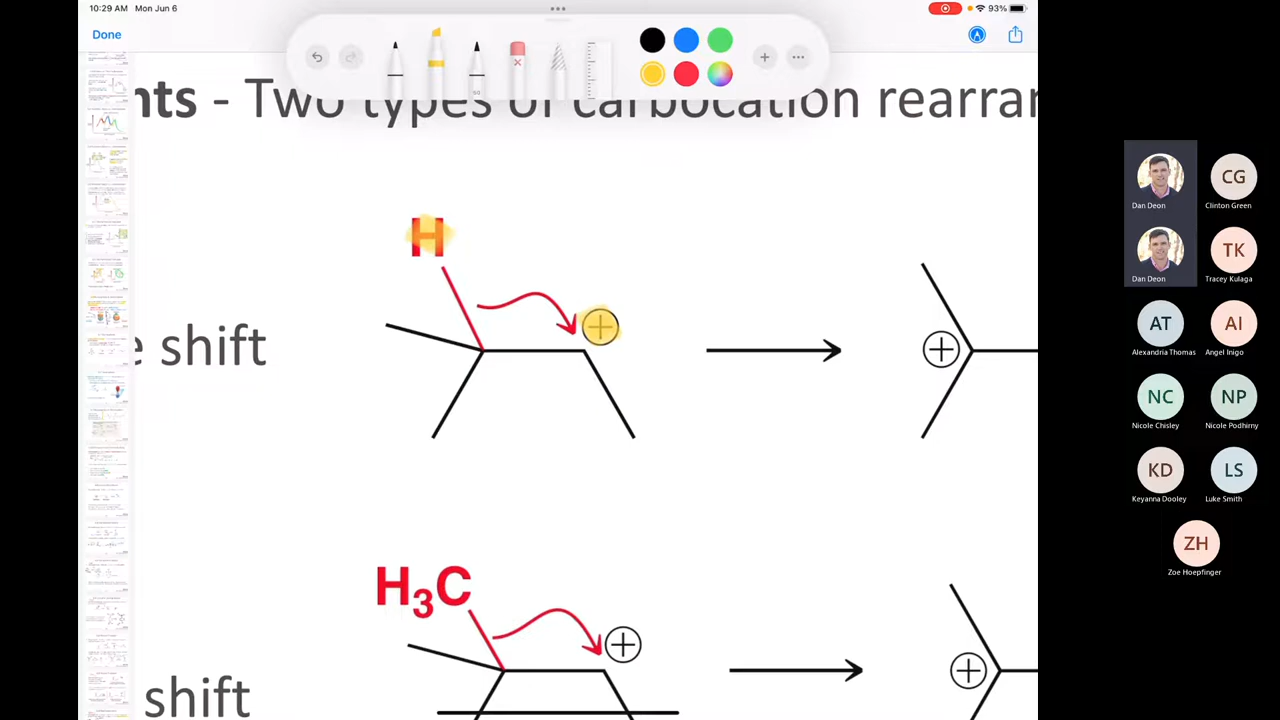 10:29 AM Mon Jun 6
93%
Done
50
nts - Two types of carbocation rearrar
H
e shift
H3C
shift
Dan Deon
CG
Clinton Green
Dan Deon
TK
Tracey Kulaga
AT
Alexandria Thomas
AI
Angel Inigo
NC
Nicole Chisley
NP
Nicole Podhirny
KD
Keyanna Dooley
LS
Luke Smith
ZH
Zoe Hoepfinger